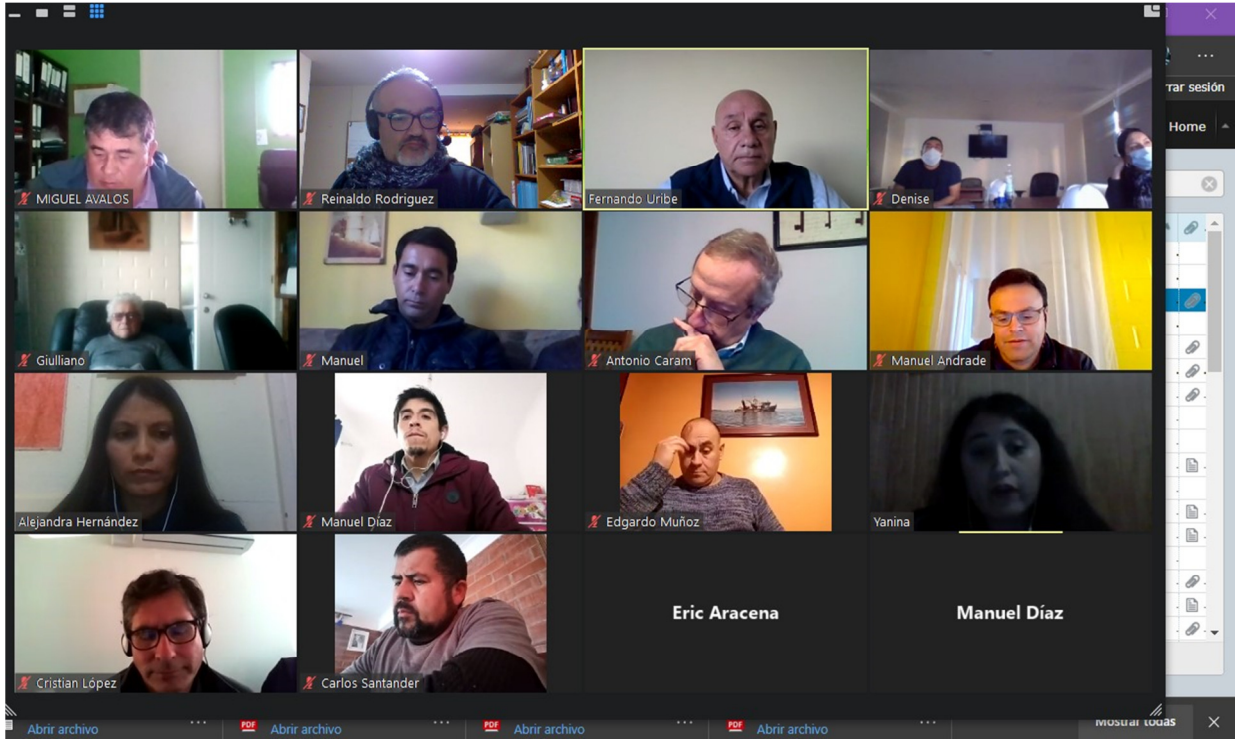 rrar sesión
Home
MIGUEL AVALOS
Reinaldo Rodriguez
Fernando Uribe
Denise
Giulliano
Manuel
Antonio Caram
Manuel Andrade
Alejandra Hernández
Manuel Díaz
Edgardo Muñoz
Yanina
Cristian López
Carlos Santander
Eric Aracena
Manuel Díaz
Abrir archivo
PDF
Abrir archivo
PDF
Abrir archivo
PDF
Abrir archivo
Mostrar todas